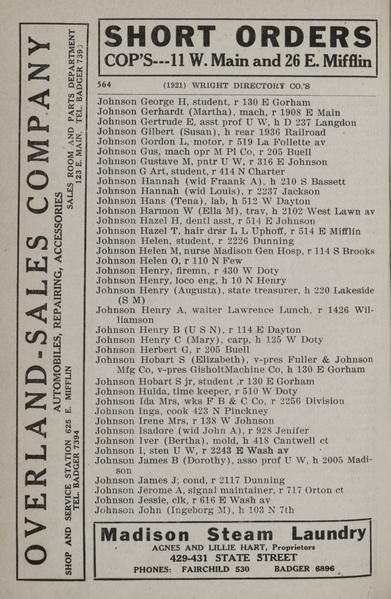 SHORT ORDERS
COP'S---11 W. Main and 26 E. Mifflin
564 (1921) WRIGHT DIRECTORY CO.'S
Johnson George H, student, r 130 E Gorham
Johnson Gerhardt (Martha), mach, r 1908 E Main
Johnson Gertrude E, asst prof U W, h D 237 Langdon
Johnson Gilbert (Susan), h rear 1936 Railroad
Johnson Gordon L, motor, r 519 La Follette av
Johnson Gus, mach opr M Pl Co, r 205 Buell
Johnson Gustave M, pntr U W, r 316 E Johnson
Johnson G Art, student, r 414 N Charter
Johnson Hannah (wid Fraank A), h 210 S Bassett
Johnson Hannah (wid Louis), r 2237 Jackson
Johnson Hans (Tena), lab, h 512 W Dayton
Johnson Harmon W (Ella M), trav, h 2102 West Lawn av
Johnson Hazel H, dentl asst, r 514 E Johnson
Johnson Hazel T, hair drsr L L Uphoff, r 514 E Mifflin
Johnson Helen, student, r 2226 Dunning
Johnson Helen M, nurse Madison Gen Hosp, r 114 S Brooks
Johnson Helen O, r 110 N Few
Johnson Henry, firemn, r 430 W Doty
Johnson Henry, loco eng, h 10 N Henry
Johnson Henry (Augusta), state treasurer, h 220 Lakeside
(S M)
Johnson Henry A, waiter Lawrence Lunch, r 1426 Wil-
liamson
Johnson Henry B (U S N), r 114 E Dayton
Johnson Henry C (Mary), carp, h 125 W Doty
Johnson Herbert G, r 205 Buell
Johnson Hobart S (Elizabeth), v-pres Fuller & Johnson
Mfg Co, v-pres GisholtMachine Co, h 130 E Gorham
Johnson Hobart S jr, student ,r 130 E Gorham
Johnson Hulda, time keeper, r 510 W Doty
Johnson Ida Mrs, wks F B & C Co, r 2256 Division
Johnson Inga, cook 423 N Pinckney
Johnson Irene Mrs, r 138 W Johnson
Johnson Isadore (wid John A), r 928 Jenifer
Johnson Iver (Bertha), mold, h 418 Cantwell ct
Johnson I, sten U W, r 2243 E Wash av
Johnson James B (Dorothy), asso prof U W, h 2005 Madi-
son
Johnson James J; cond, r 2117 Dunning
Johnson Jerome A, signal maintainer, r 717 Orton ct
Johnson Jessie, clk, r 616 E Wash av
Johnson John (Ingeborg M), h 103 N 7th
Madison Steam Laundry
AGNES AND LILLIE HART, Proprietors
429-431 STATE STREET
PHONES: FAIRCHILD 530 BADGER 6896
OVERLAND-SALES COMPANY
AUTOMOBILES, REPAIRING, ACCESSORIES
SHOP AND SERVICE STATION 625 E. MIFFLIN
TEL. BADGER 7394
SALES ROOM AND PARTS DEPARTMENT
23 E. MAIN, TEL. BADGER 7393